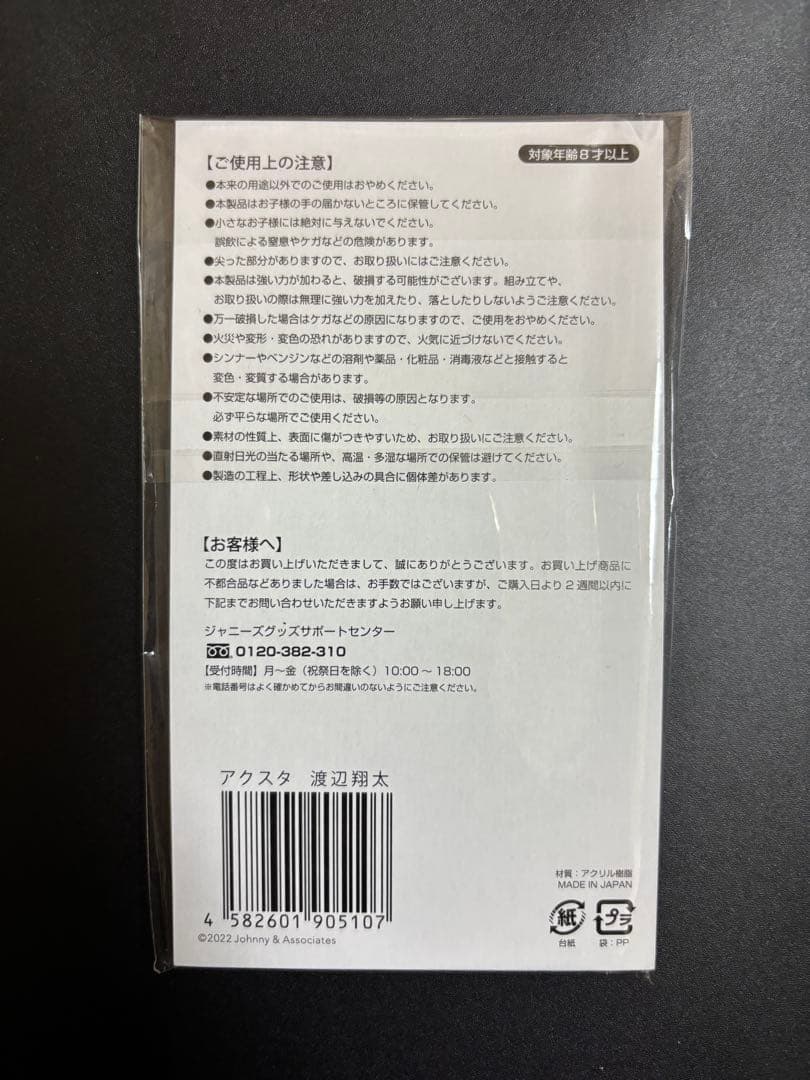 対象年齢8才以上
【ご使用上の注意】
●本来の用途以外でのご使用はおやめください。
●本製品はお子様の手の届かないところに保管してください。
●小さなお子様には絶対に与えないでください。
誤飲による窒息やケガなどの危険があります。
●尖った部分がありますので、お取り扱いにはご注意ください。
●本製品は強い力が加わると、破損する可能性がございます。組み立てや、
お取り扱いの際は無理に強い力を加えたり、落としたりしないようご注意ください。
●万一破損した場合はケガなどの原因になりますので、ご使用をおやめください。
●火災や変形・変色の恐れがありますので、火気に近づけないでください。
●シンナーやベンジンなどの溶剤や薬品・化粧品・消毒液などと接触すると
変色・変質する場合があります。
●不安定な場所でのご使用は、破損等の原因となります。
必ず平らな場所でご使用ください。
●素材の性質上、表面に傷がつきやすいため、お取り扱いにご注意ください。
●直射日光の当たる場所や、高温・多湿な場所での保管は避けてください。
●製造の工程上、形状や差し込みの具合に個体差があります。
【お客様へ】
この度はお買い上げいただきまして、誠にありがとうございます。お買い上げ商品に
不都合品などありました場合は、お手数ではございますが、ご購入日より2週間以内に
下記までお問い合わせいただきますようお願い申し上げます。
ジャニーズグッズサポートセンター
0120-382-310
【受付時間】月〜金（祝祭日を除く）10:00〜18:00
※電話番号はよく確かめてからお間違いのないようにご注意ください。
アクスタ 渡辺翔太
4 582601 905107
©2022 Johnny & Associates
材質：アクリル樹脂
MADE IN JAPAN
紙 プラ
台紙 袋：PP